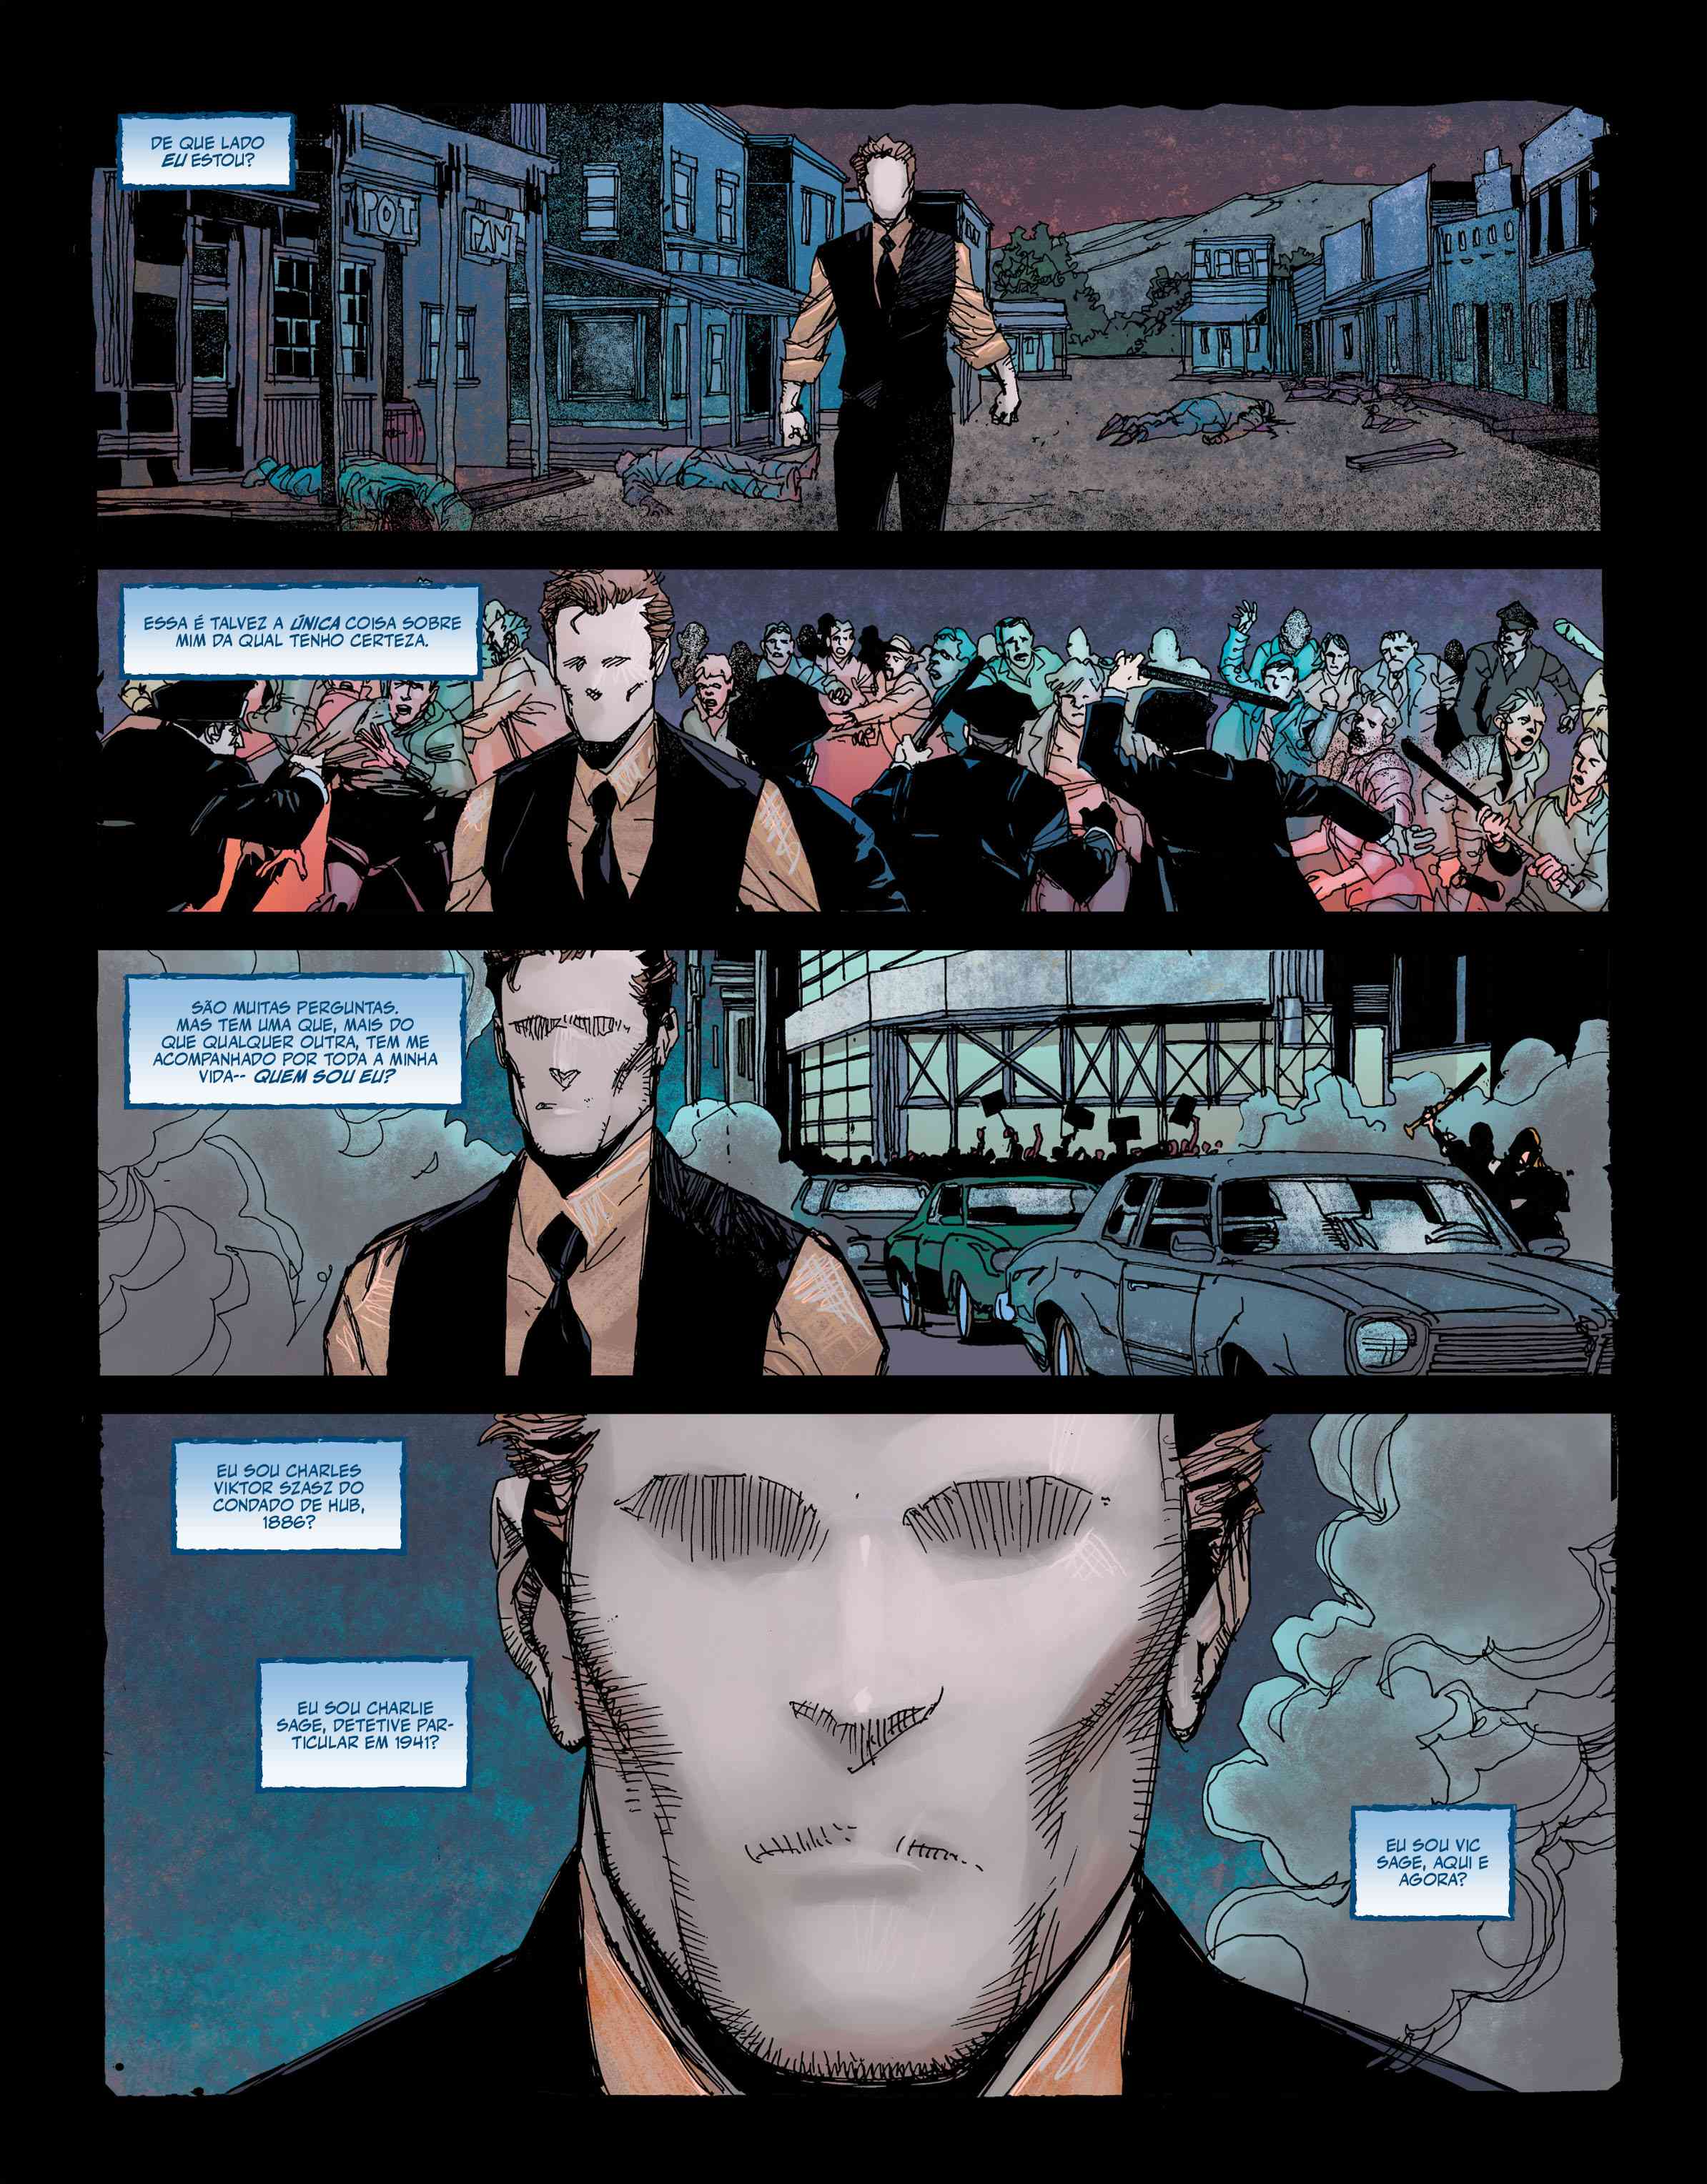 DE QUE LADO
EU ESTOU?
POT
PAN
ESSA É TALVEZ A ÚNICA COISA SOBRE
MIM DA QUAL TENHO CERTEZA.
SÃO MUITAS PERGUNTAS.
MAS TEM UMA QUE, MAIS DO
QUE QUALQUER OUTRA, TEM ME
ACOMPANHADO POR TODA A MINHA
VIDA-- QUEM SOU EU?
EU SOU CHARLES
VIKTOR SZASZ DO
CONDADO DE HUB,
1886?
EU SOU CHARLIE
SAGE, DETETIVE PAR-
TICULAR EM 1941?
EU SOU VIC
SAGE, AQUI E
AGORA?